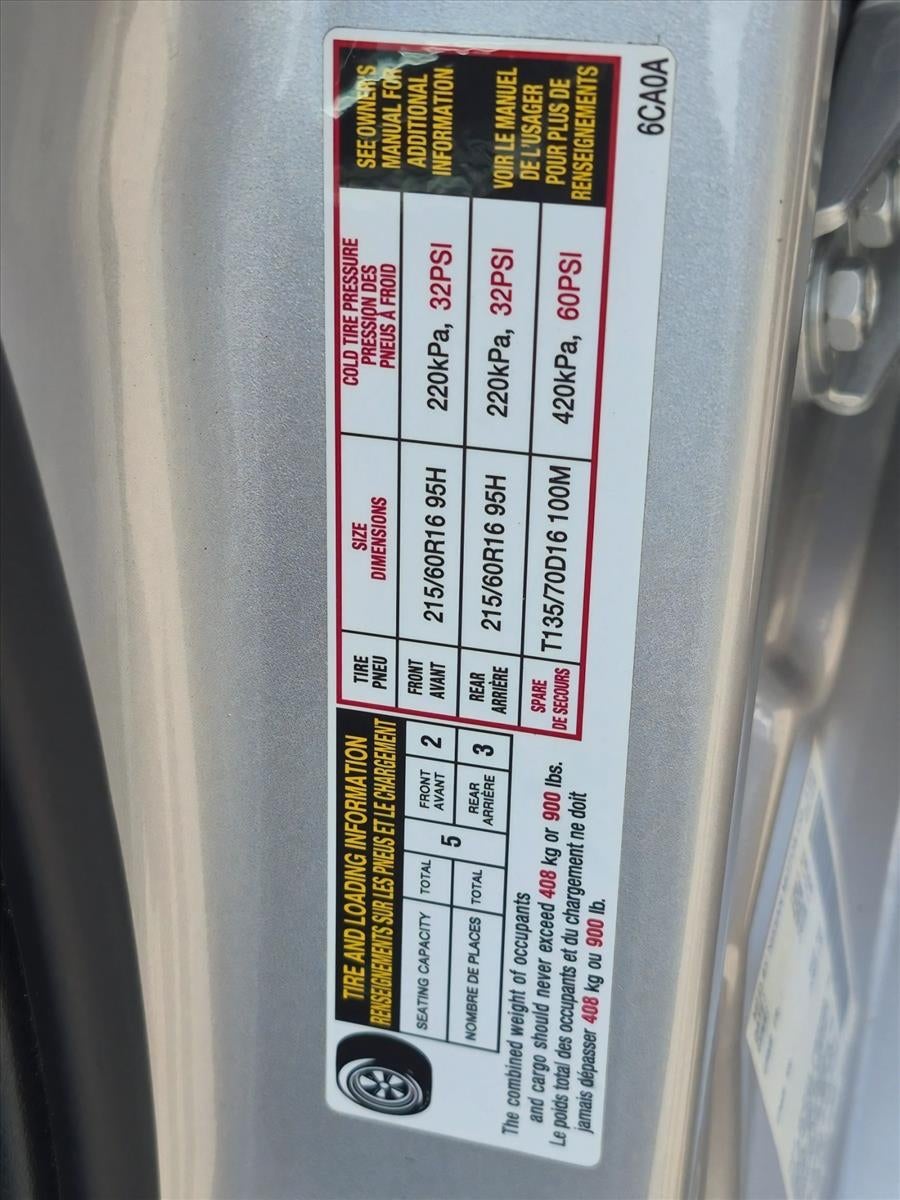 TIRE AND LOADING INFORMATION
RENSEIGNEMENTS SUR LES PNEUS ET LE CHARGEMENT
SEATING CAPACITY
NOMBRE DE PLACES
TOTAL
TOTAL
5
FRONT
AVANT
2
REAR
ARRIÈRE
3
The combined weight of occupants
and cargo should never exceed 408 kg or 900 lbs.
Le poids total des occupants et du chargement ne doit
jamais dépasser 408 kg ou 900 lb.
TIRE
PNEU
SIZE
DIMENSIONS
COLD TIRE PRESSURE
PRESSION DES
PNEUS À FROID
FRONT
AVANT
215/60R16 95H
220kPa, 32PSI
REAR
ARRIÈRE
215/60R16 95H
220kPa, 32PSI
SPARE
DE SECOURS
T135/70D16 100M
420kPa, 60PSI
SEE OWNER'S
MANUAL FOR
ADDITIONAL
INFORMATION
VOIR LE MANUEL
DE L'USAGER
POUR PLUS DE
RENSEIGNEMENTS
6CA0A